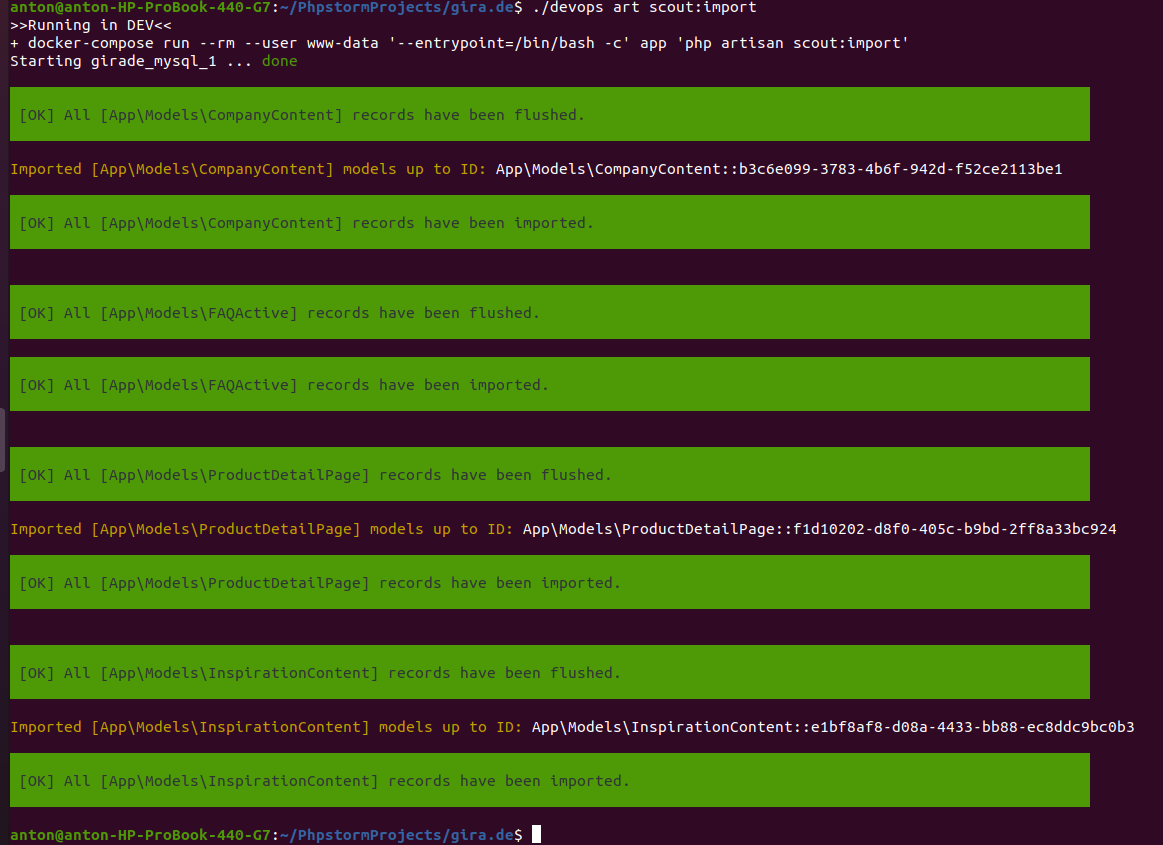 anton@anton-HP-ProBook-440-G7:~/PhpstormProjects/gira.de$ ./devops art scout:import
>>Running in DEV<<
+ docker-compose run --rm --user www-data '--entrypoint=/bin/bash -c' app 'php artisan scout:import'
Starting girade_mysql_1 ... done
[OK] All [App\Models\CompanyContent] records have been flushed.
Imported [App\Models\CompanyContent] models up to ID: App\Models\CompanyContent::b3c6e099-3783-4b6f-942d-f52ce2113be1
[OK] All [App\Models\CompanyContent] records have been imported.
[OK] All [App\Models\FAQActive] records have been flushed.
[OK] All [App\Models\FAQActive] records have been imported.
[OK] All [App\Models\ProductDetailPage] records have been flushed.
Imported [App\Models\ProductDetailPage] models up to ID: App\Models\ProductDetailPage::f1d10202-d8f0-405c-b9bd-2ff8a33bc924
[OK] All [App\Models\ProductDetailPage] records have been imported.
[OK] All [App\Models\InspirationContent] records have been flushed.
Imported [App\Models\InspirationContent] models up to ID: App\Models\InspirationContent::e1bf8af8-d08a-4433-bb88-ec8ddc9bc0b3
[OK] All [App\Models\InspirationContent] records have been imported.
anton@anton-HP-ProBook-440-G7:~/PhpstormProjects/gira.de$